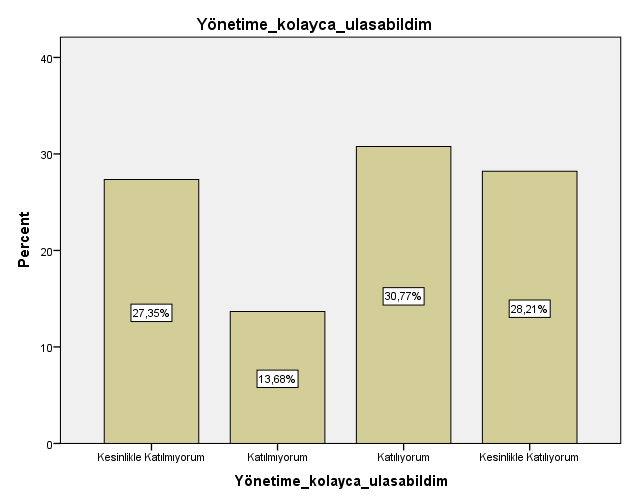 Yönetime_kolayca_ulasabildim
40
30
20
10
0
Percent
27,35%
13,68%
30,77%
28,21%
Kesinlikle Katılmıyorum
Katılmıyorum
Katılıyorum
Kesinlikle Katılıyorum
Yönetime_kolayca_ulasabildim